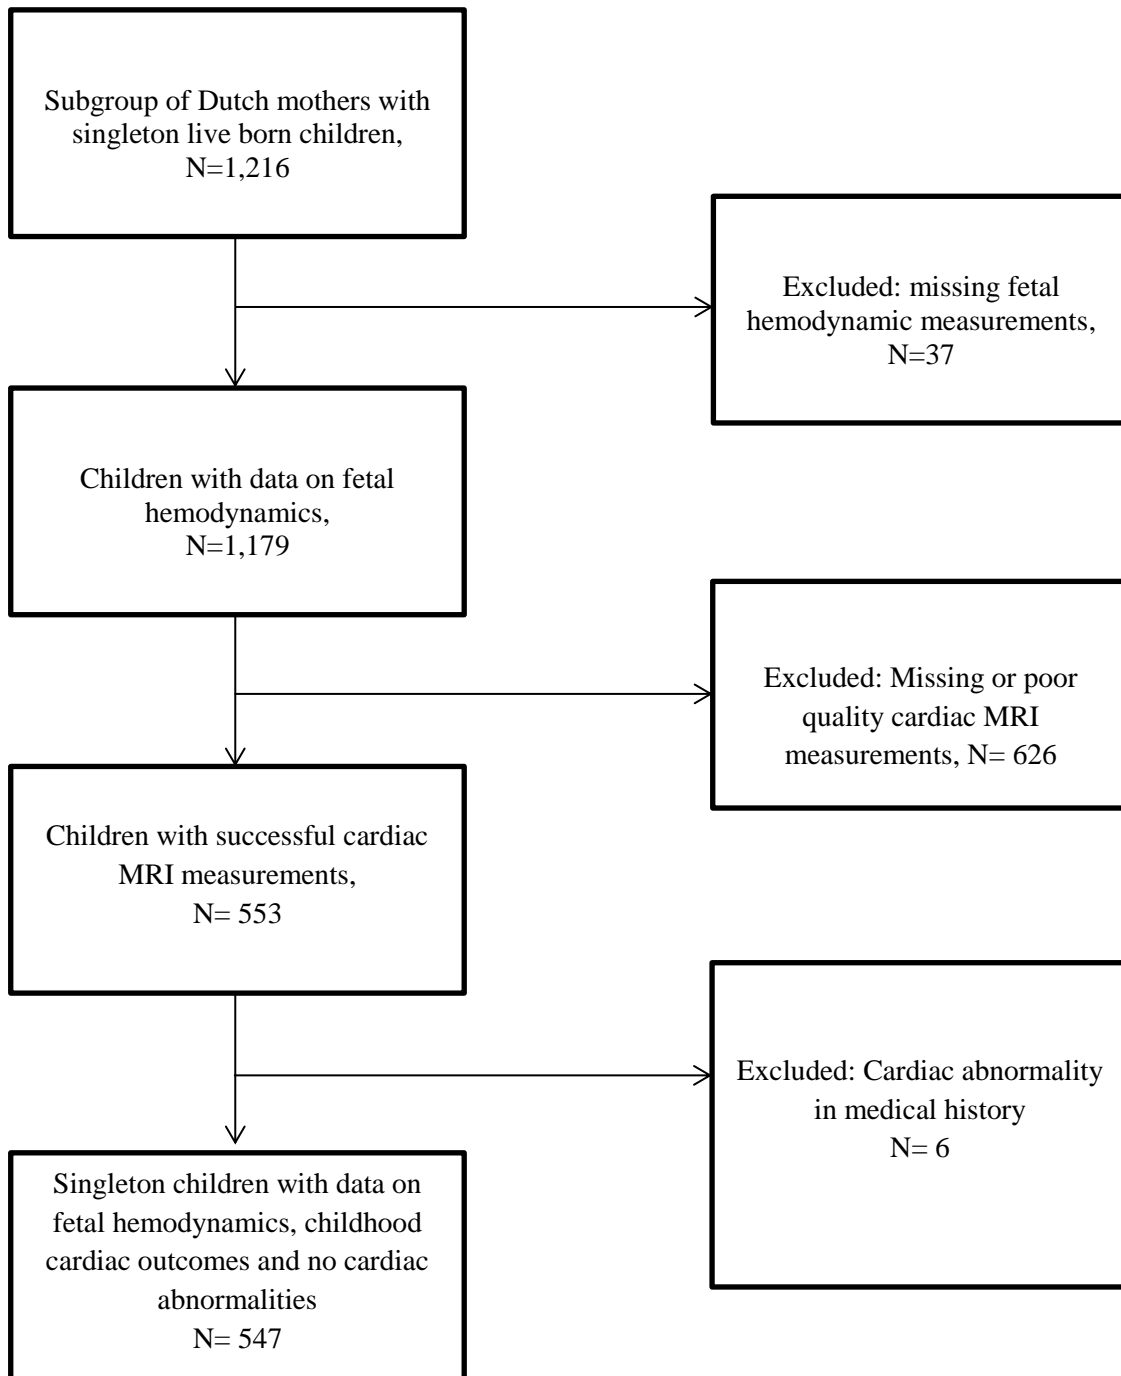 Subgroup of Dutch mothers with
singleton live born children,
N=1,216
Excluded: missing fetal
hemodynamic measurements,
N=37
Children with data on fetal
hemodynamics,
N=1,179
Excluded: Missing or poor
quality cardiac MRI
measurements, N= 626
Children with successful cardiac
MRI measurements,
N= 553
Excluded: Cardiac abnormality
in medical history
N= 6
Singleton children with data on
fetal hemodynamics, childhood
cardiac outcomes and no cardiac
abnormalities
N= 547